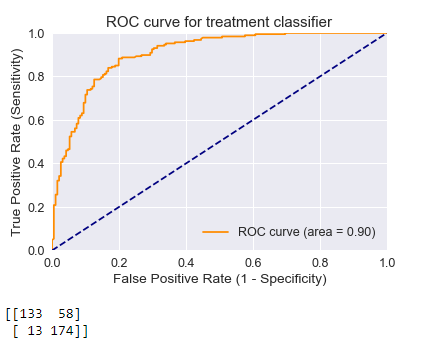 ROC curve for treatment classifier
1.0
0.8
0.6
0.4
0.2
0.0
True Positive Rate (Sensitivity)
ROC curve (area = 0.90)
0.0 0.2 0.4 0.6 0.8 1.0
False Positive Rate (1 - Specificity)
[[133  58]
 [ 13 174]]